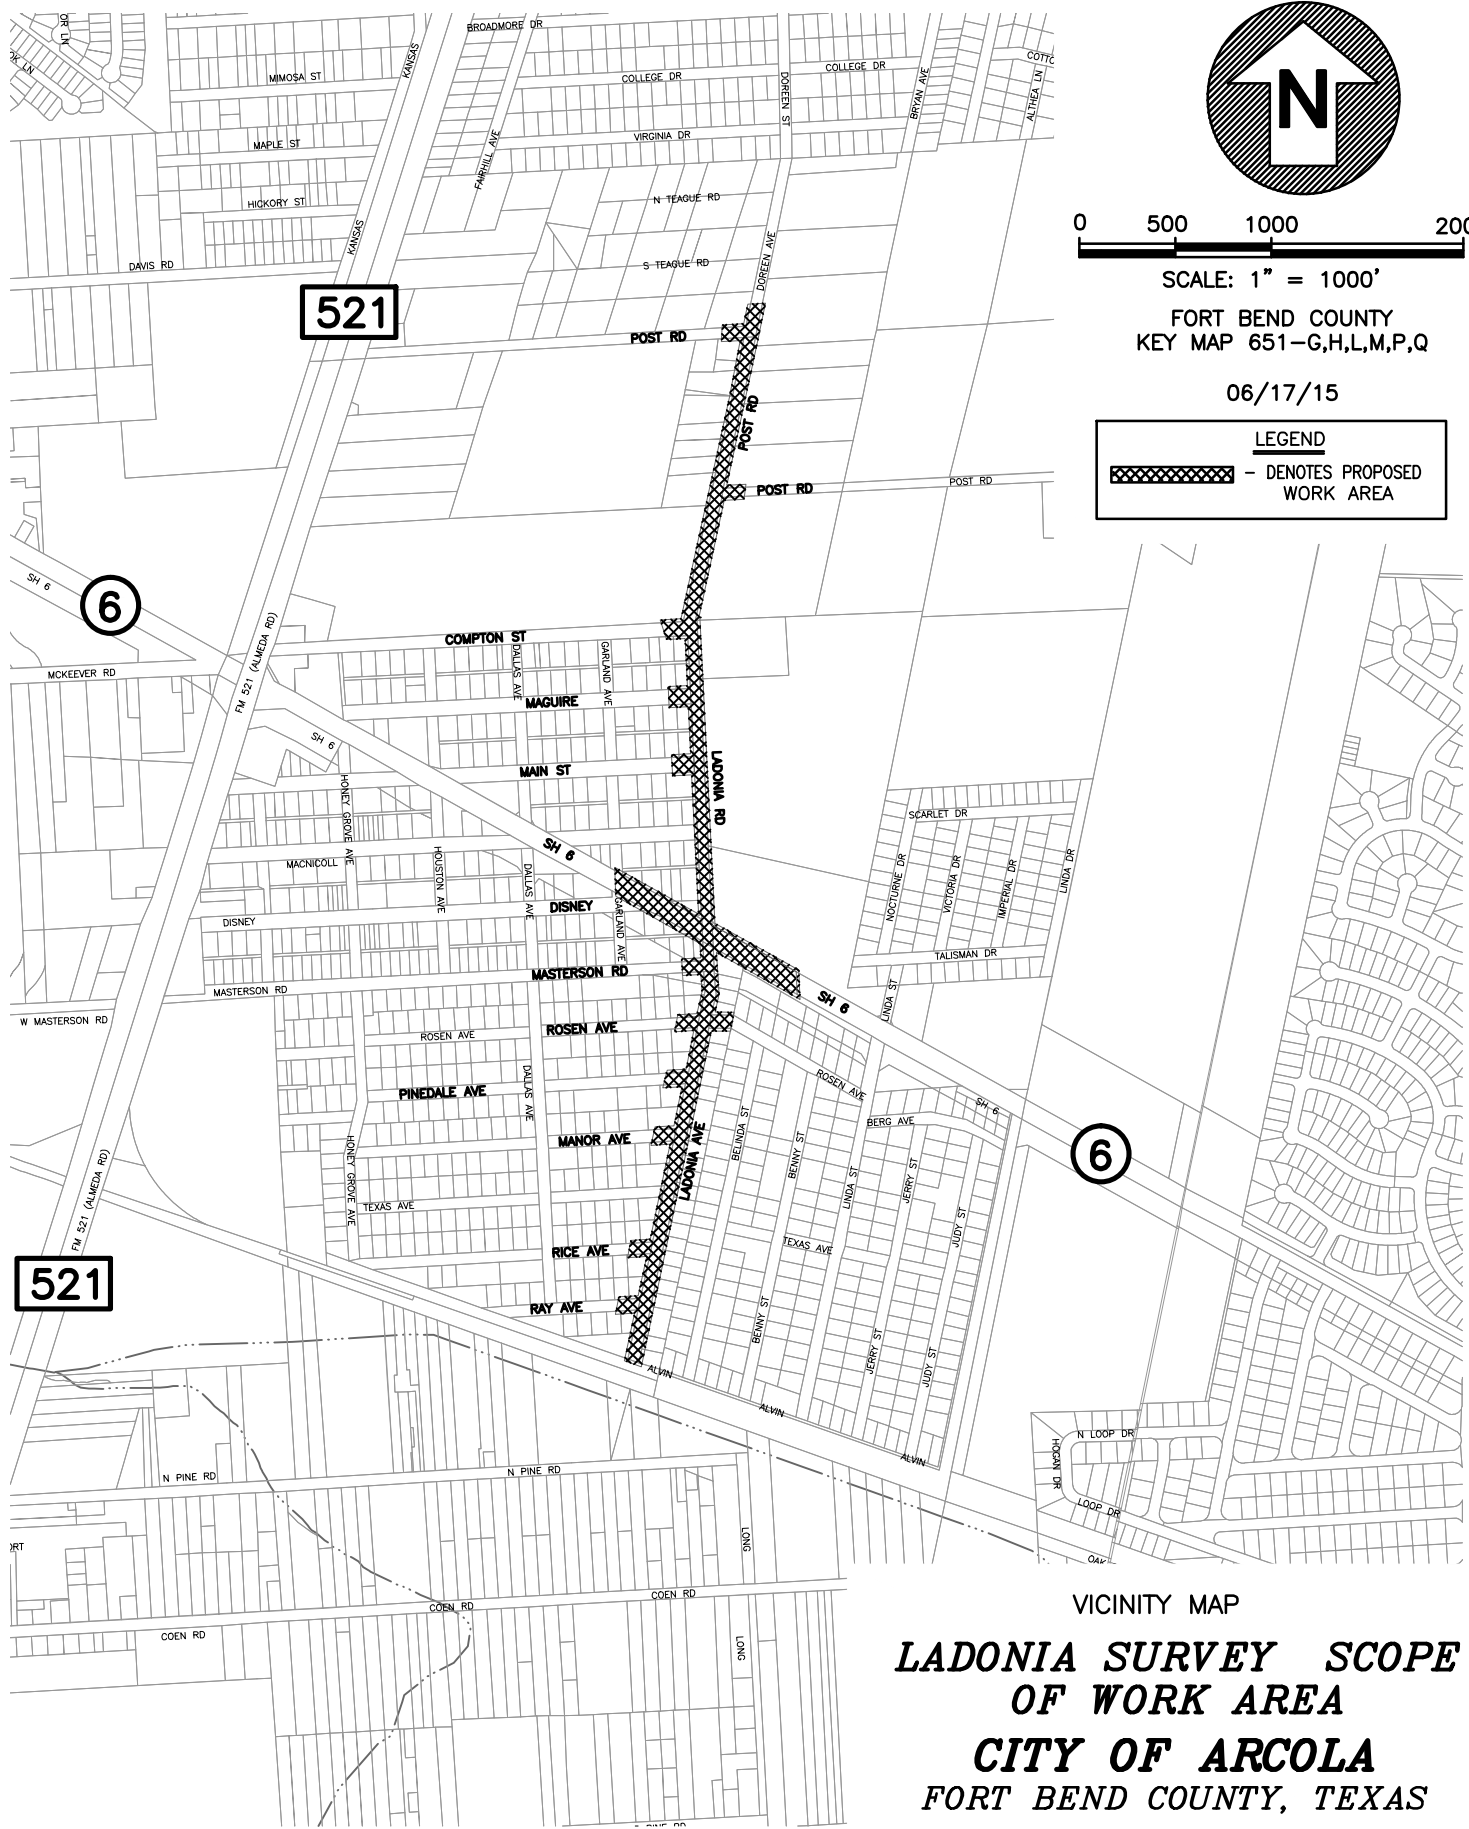 OR LN
OK LN
BROADMORE DR
KANSAS
MIMOSA ST
COLLEGE DR
DOREEN ST
COLLEGE DR
BRYAN AVE
ALTHEA LN
MAPLE ST
FAIRHILL AVE
VIRGINIA DR
HICKORY ST
N TEAGUE RD
KANSAS
DAVIS RD
S TEAGUE RD
DOREEN AVE
521
POST RD
POST RD
POST RD
POST RD
N
0 500 1000 200
SCALE: 1" = 1000'
FORT BEND COUNTY
KEY MAP 651-G,H,L,M,P,Q
06/17/15
LEGEND
- DENOTES PROPOSED
WORK AREA
SH 6
6
FM 521 (ALMEDA RD)
MCKEEVER RD
COMPTON ST
DALLAS AVE
GARLAND AVE
MAGUIRE
SH 6
MAIN ST
LADONIA RD
HONEY GROVE AVE
SCARLET DR
SH 6
MACNICOLL
HOUSTON AVE
DALLAS AVE
NOCTURNE DR
VICTORIA DR
IMPERIAL DR
LINDA DR
DISNEY
DISNEY
GARLAND AVE
TALISMAN DR
MASTERSON RD
MASTERSON RD
W MASTERSON RD
SH 6
LINDA ST
ROSEN AVE
ROSEN AVE
PINEDALE AVE
DALLAS AVE
ROSEN AVE
SH 6
BERG AVE
MANOR AVE
LADONIA AVE
BELINDA ST
BENNY ST
LINDA ST
JERRY ST
6
HONEY GROVE AVE
FM 521 (ALMEDA RD)
TEXAS AVE
TEXAS AVE
JUDY ST
RICE AVE
521
RAY AVE
BENNY ST
JERRY ST
JUDY ST
ALVIN
ALVIN
ALVIN
N LOOP DR
HOGAN DR
LOOP DR
OAK
N PINE RD
N PINE RD
LONG
ORT
COEN RD
COEN RD
COEN RD
LONG
VICINITY MAP
LADONIA SURVEY SCOPE
OF WORK AREA
CITY OF ARCOLA
FORT BEND COUNTY, TEXAS